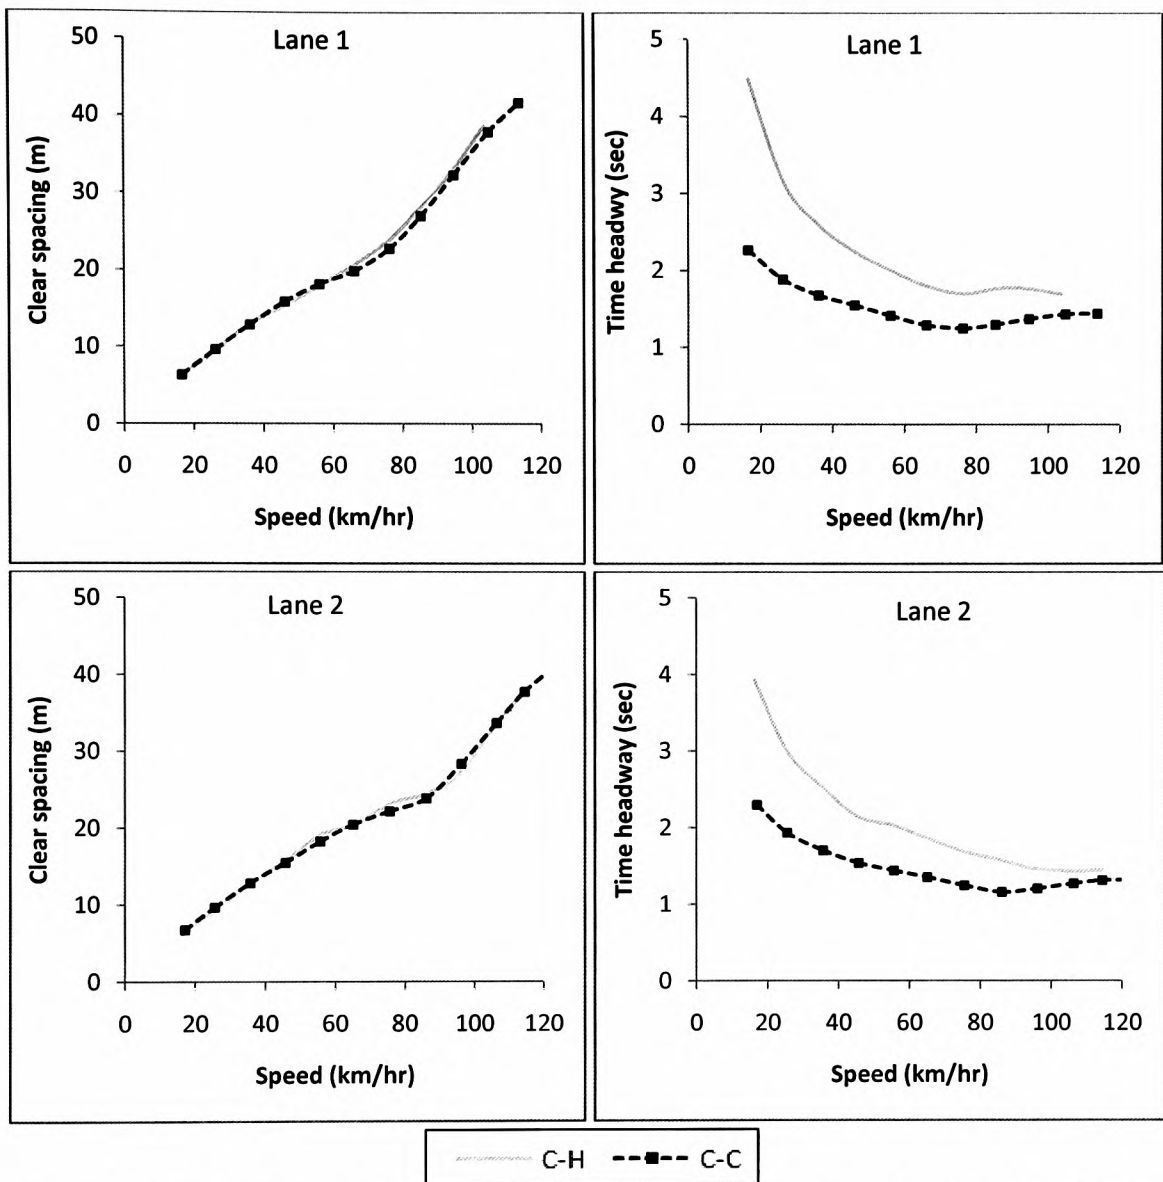 Lane 1
50
40
30
20
10
0
Clear spacing (m)
0 20 40 60 80 100 120
Speed (km/hr)
Lane 1
5
4
3
2
1
0
Time headwy (sec)
0 20 40 60 80 100 120
Speed (km/hr)
Lane 2
50
40
30
20
10
0
Clear spacing (m)
0 20 40 60 80 100 120
Speed (km/hr)
Lane 2
5
4
3
2
1
0
Time headway (sec)
0 20 40 60 80 100 120
Speed (km/hr)
C-H C-C